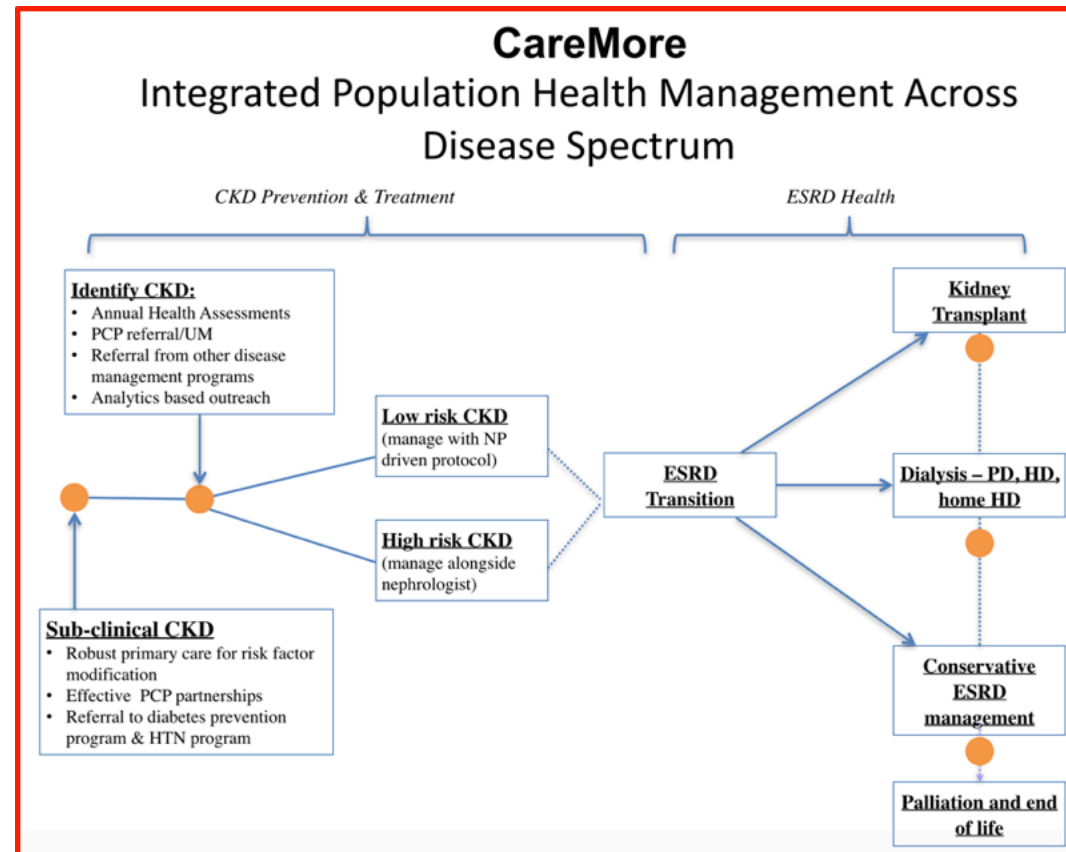 CareMore
Integrated Population Health Management Across
Disease Spectrum
CKD Prevention & Treatment
ESRD Health
Identify CKD:
• Annual Health Assessments
• PCP referral/UM
• Referral from other disease
management programs
• Analytics based outreach
Low risk CKD
(manage with NP
driven protocol)
High risk CKD
(manage alongside
nephrologist)
Sub-clinical CKD
• Robust primary care for risk factor
modification
• Effective PCP partnerships
• Referral to diabetes prevention
program & HTN program
ESRD
Transition
Kidney
Transplant
Dialysis – PD, HD,
home HD
Conservative
ESRD
management
Palliation and end
of life